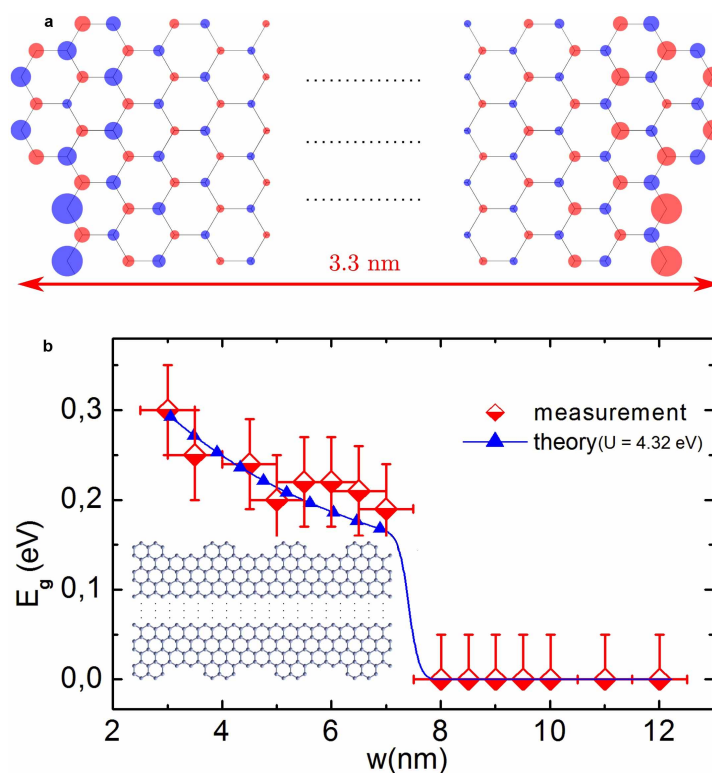 a
3.3 nm
b
measurement
theory(U = 4.32 eV)
0,3
0,2
0,1
0,0
E_g (eV)
2 4 6 8 10 12
w(nm)